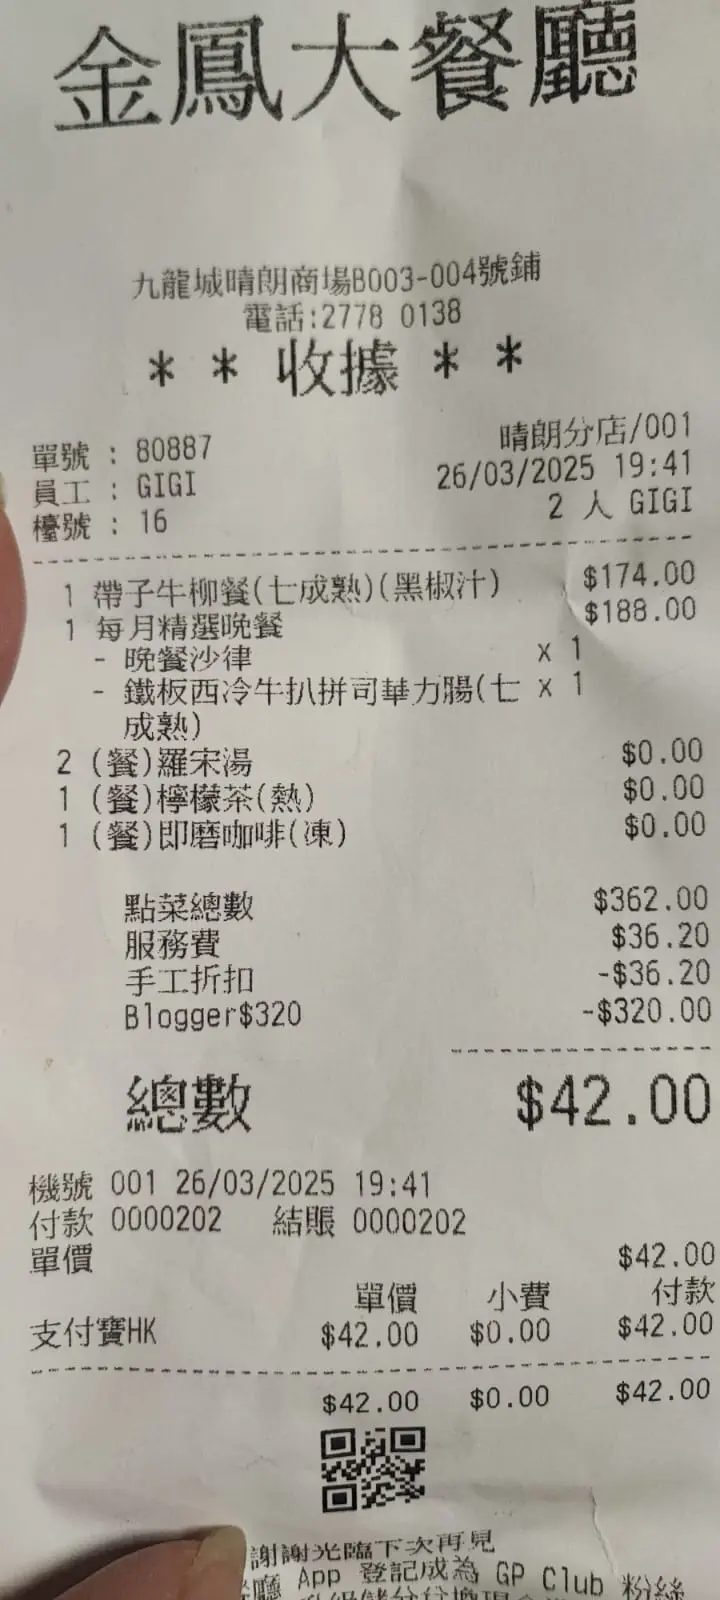 金鳳大餐廳
九龍城晴朗商場B003-004號鋪
電話:2778 0138
* * 收據 * *
單號 : 80887 晴朗分店/001
員工 : GIGI 26/03/2025 19:41
檯號 : 16 2 人 GIGI
1 帶子牛柳餐(七成熟)(黑椒汁) $174.00
1 每月精選晚餐 $188.00
- 晚餐沙律 x 1
- 鐵板西冷牛扒拼司華力腸(七 x 1
成熟)
2 (餐)羅宋湯 $0.00
1 (餐)檸檬茶(熱) $0.00
1 (餐)即磨咖啡(凍) $0.00
點菜總數 $362.00
服務費 $36.20
手工折扣 -$36.20
Blogger$320 -$320.00
總數 $42.00
機號 001 26/03/2025 19:41
付款 0000202 結賬 0000202
單價 $42.00
單價 小費 付款
支付寶HK $42.00 $0.00 $42.00
$42.00 $0.00 $42.00
謝謝光臨下次再見
廳 App 登記成為 GP Club 粉絲